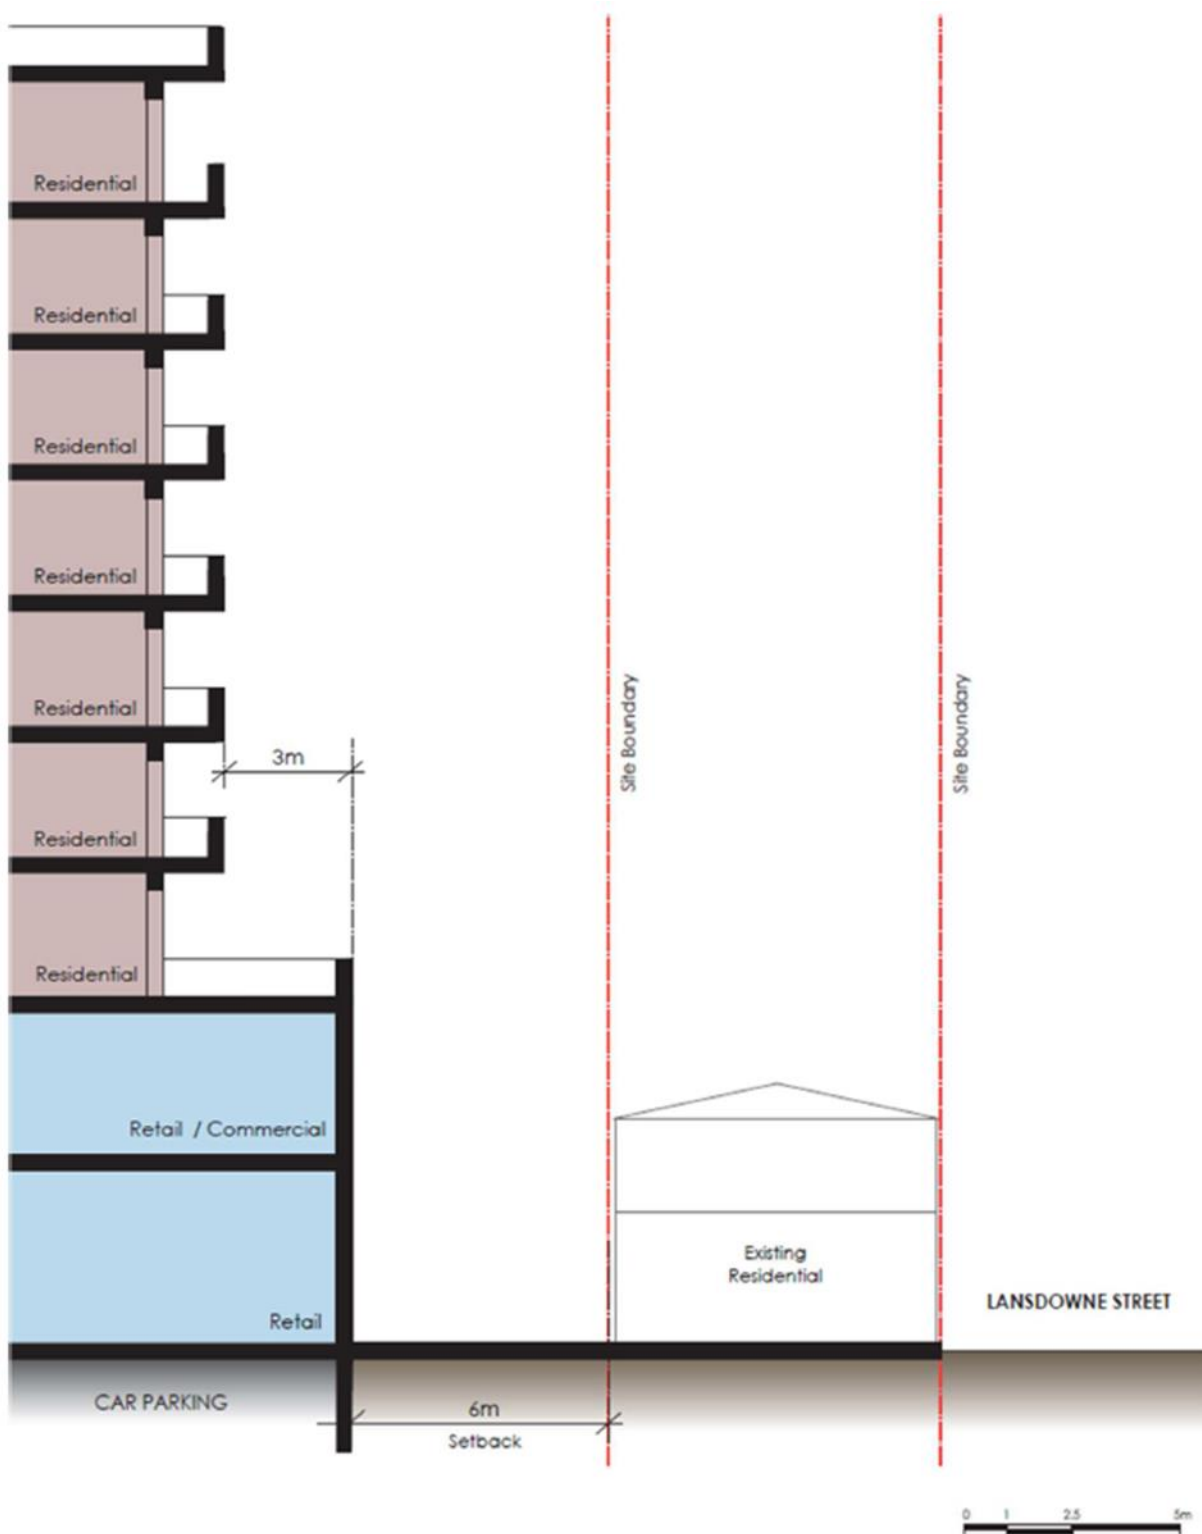 Residential
Residential
Residential
Residential
Residential
Site Boundary
Site Boundary
3m
Residential
Residential
Retail / Commercial
Existing
Residential
LANSDOWNE STREET
Retail
CAR PARKING
6m
Setback
0 1 2.5 5m